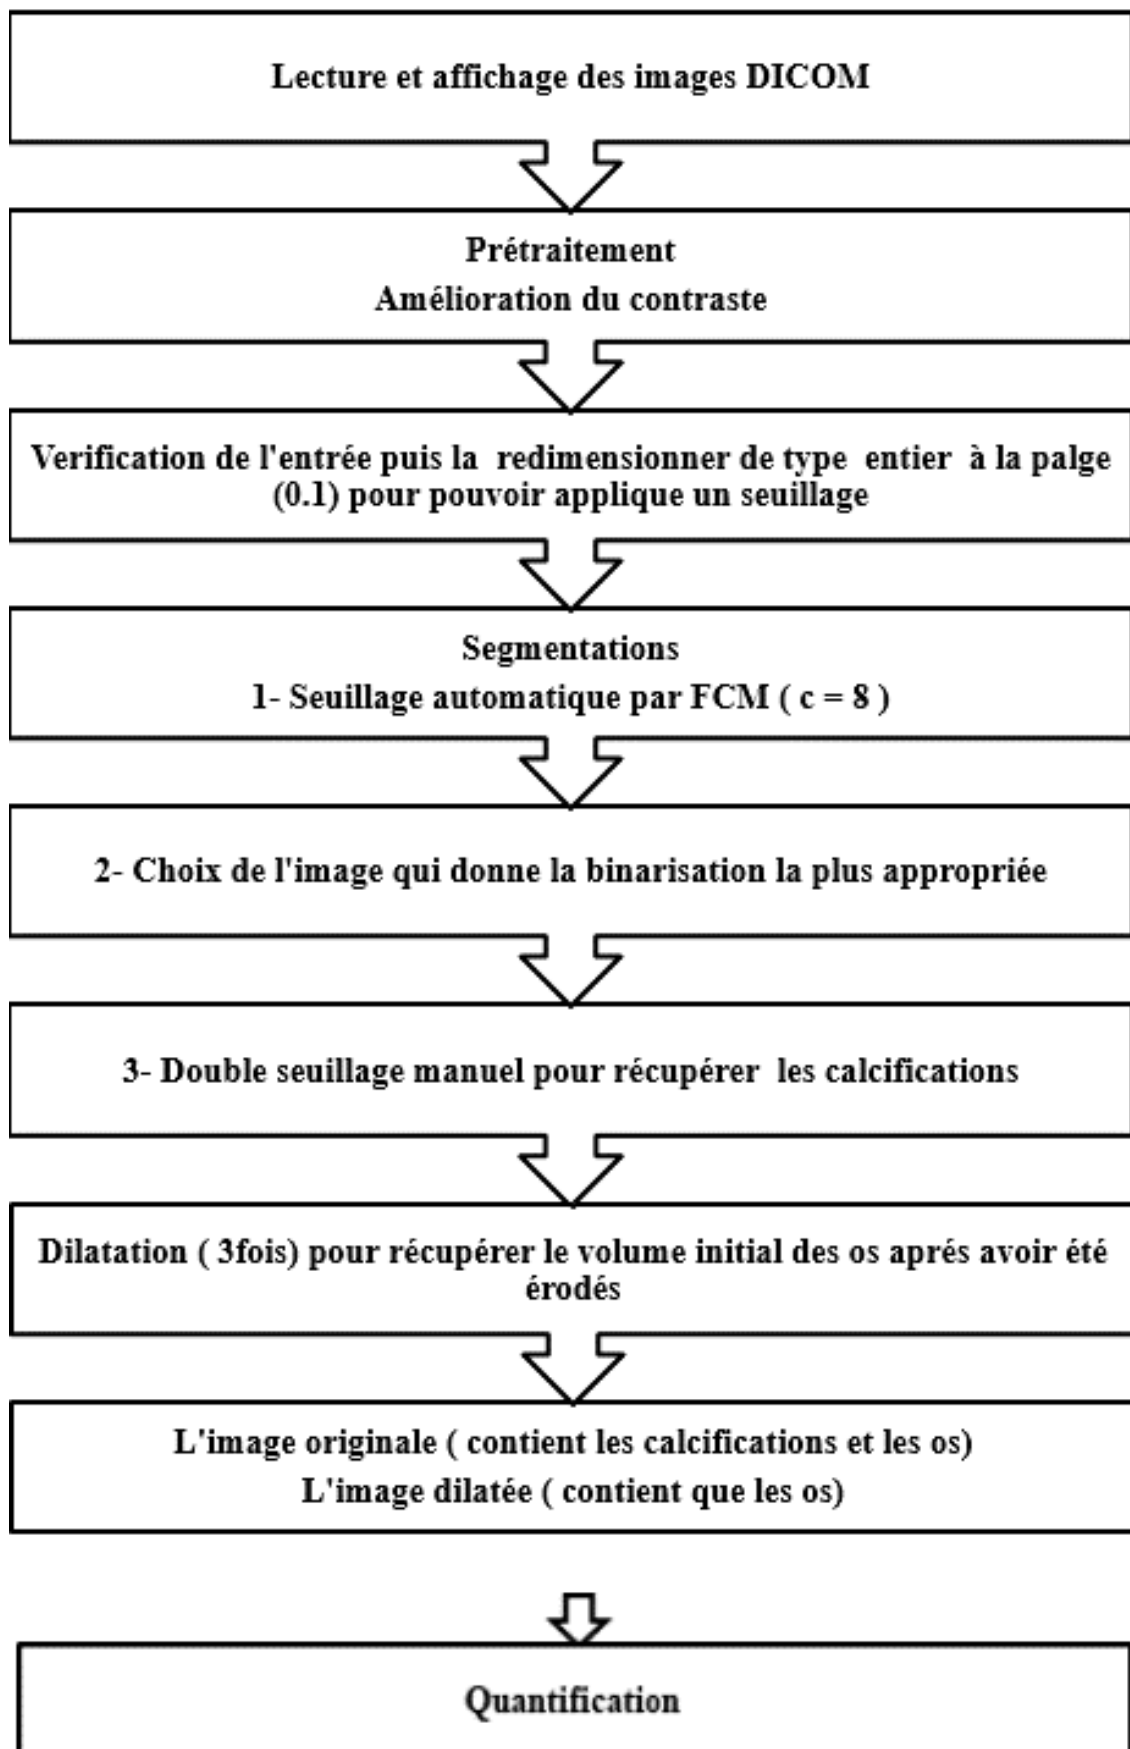 Lecture et affichage des images DICOM
Prétraitement
Amélioration du contraste
Verification de l'entrée puis la redimensionner de type entier à la palge
(0.1) pour pouvoir applique un seuillage
Segmentations
1- Seuillage automatique par FCM ( c = 8 )
2- Choix de l'image qui donne la binarisation la plus appropriée
3- Double seuillage manuel pour récupérer les calcifications
Dilatation ( 3fois) pour récupérer le volume initial des os aprés avoir été
érodés
L'image originale ( contient les calcifications et les os)
L'image dilatée ( contient que les os)
Quantification